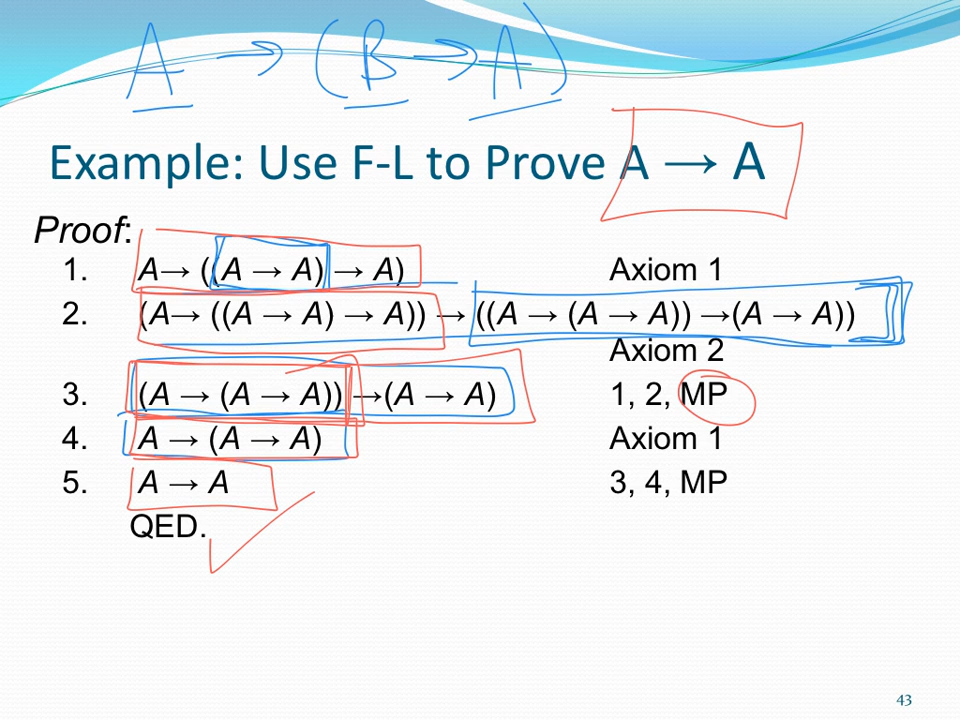 A → (B → A)
Example: Use F-L to Prove A → A
Proof:
1. A→ ((A → A) → A) Axiom 1
2. (A→ ((A → A) → A)) → ((A → (A → A)) →(A → A))
Axiom 2
3. (A → (A → A)) →(A → A) 1, 2, MP
4. A → (A → A) Axiom 1
5. A → A 3, 4, MP
QED.
43